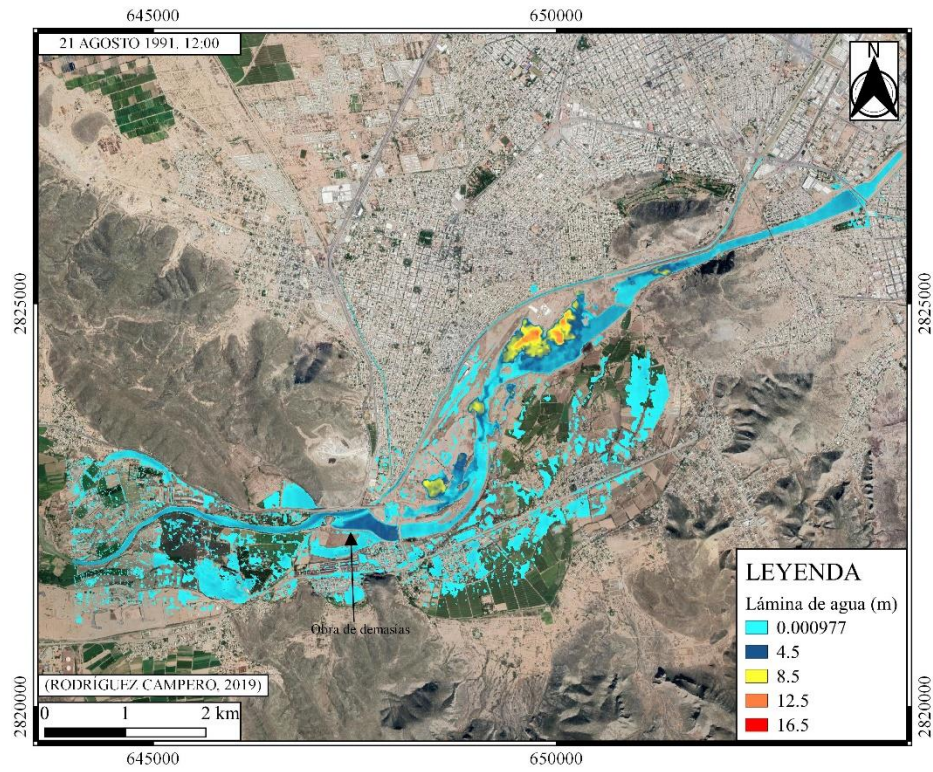 645000 650000
21 AGOSTO 1991, 12:00
N
2825000 2825000
Obra de demasías
LEYENDA
Lámina de agua (m)
0.000977
4.5
8.5
12.5
16.5
(RODRÍGUEZ CAMPERO, 2019)
0 1 2 km
2820000 2820000
645000 650000